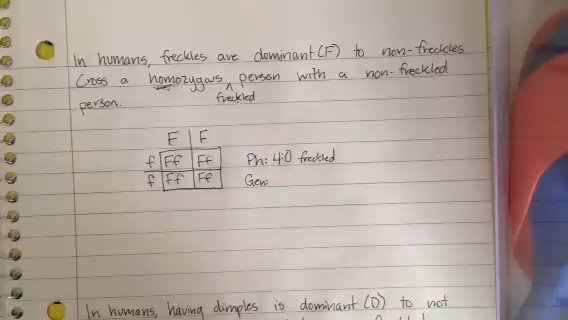 In humans, freckles are dominant (F) to non-freckles
Cross a homozygous person with a non-freckled
freckled
person.
F F
f Ff Ff Ph: 4:0 freckled
f Ff Ff Gen:
In humans, having dimples is dominant (D) to not